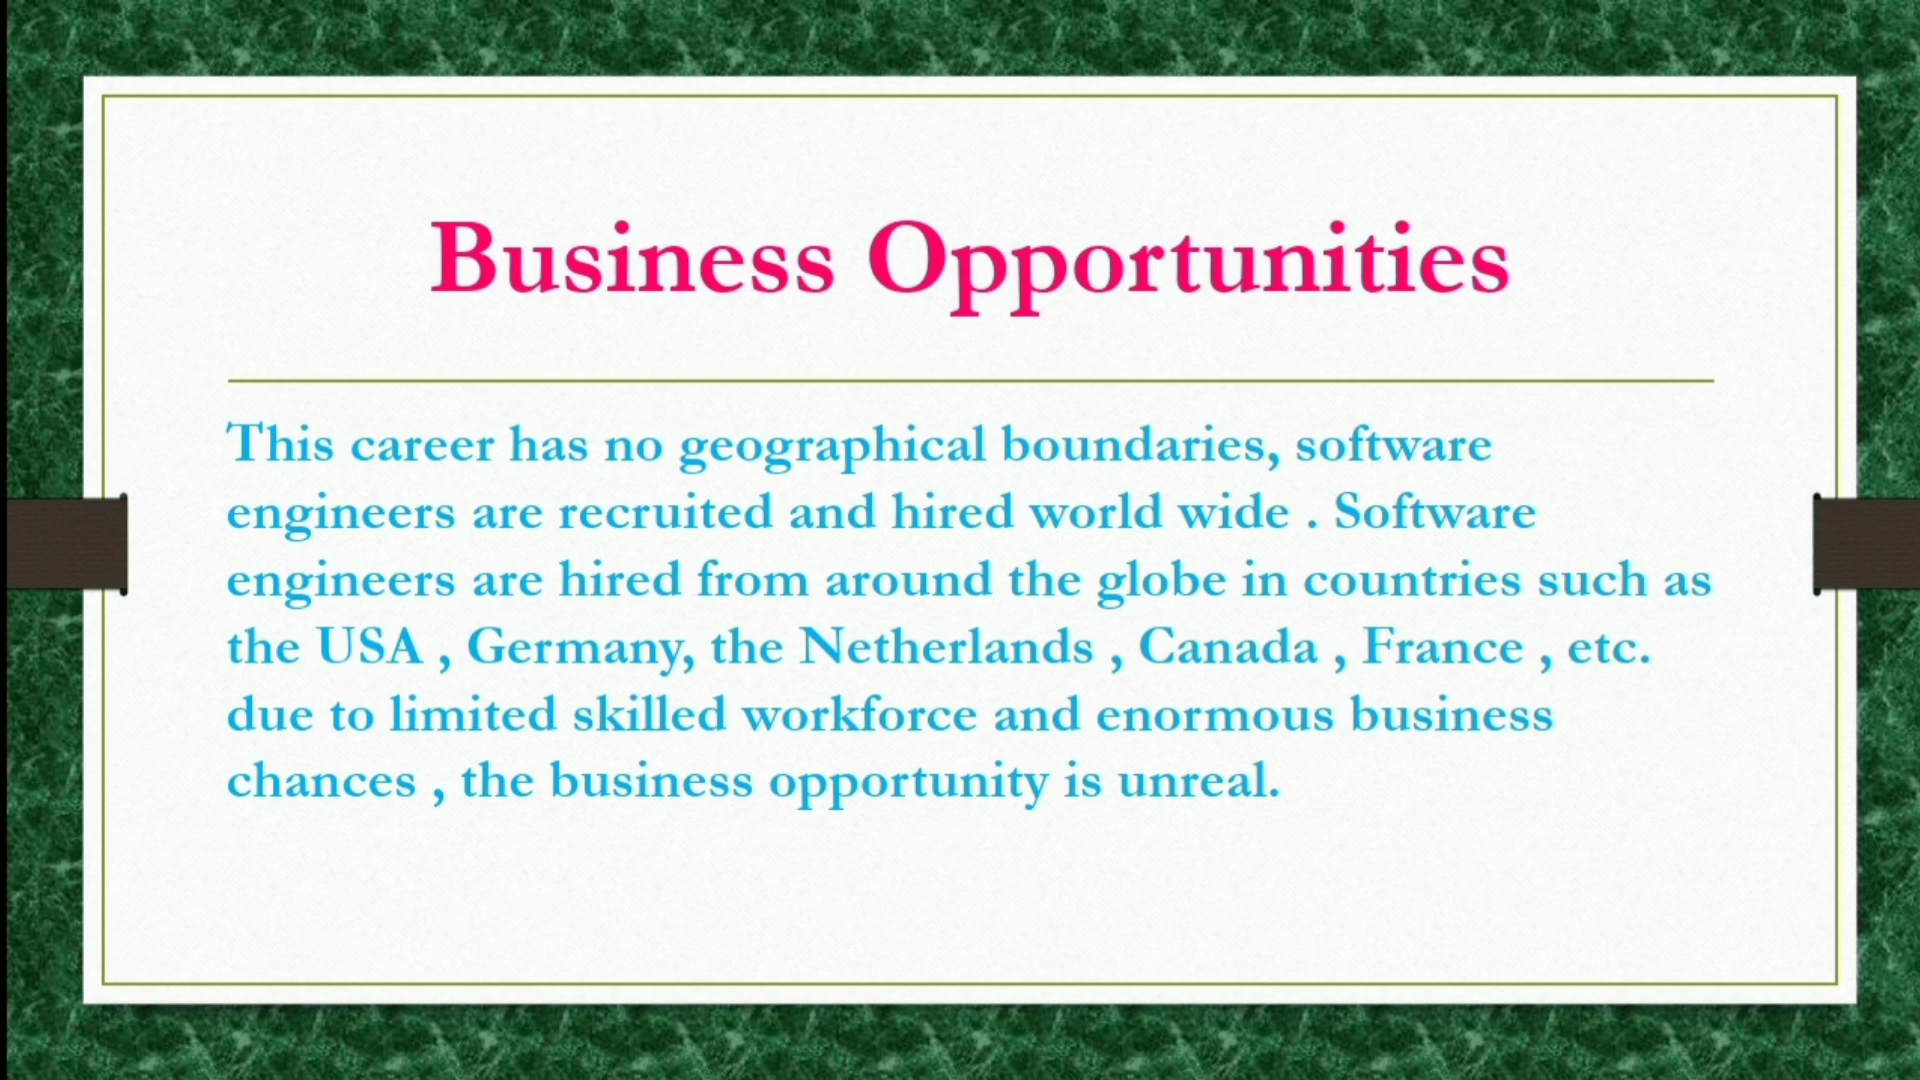 Business Opportunities
This career has no geographical boundaries, software
engineers are recruited and hired world wide . Software
engineers are hired from around the globe in countries such as
the USA , Germany, the Netherlands , Canada , France , etc.
due to limited skilled workforce and enormous business
chances , the business opportunity is unreal.